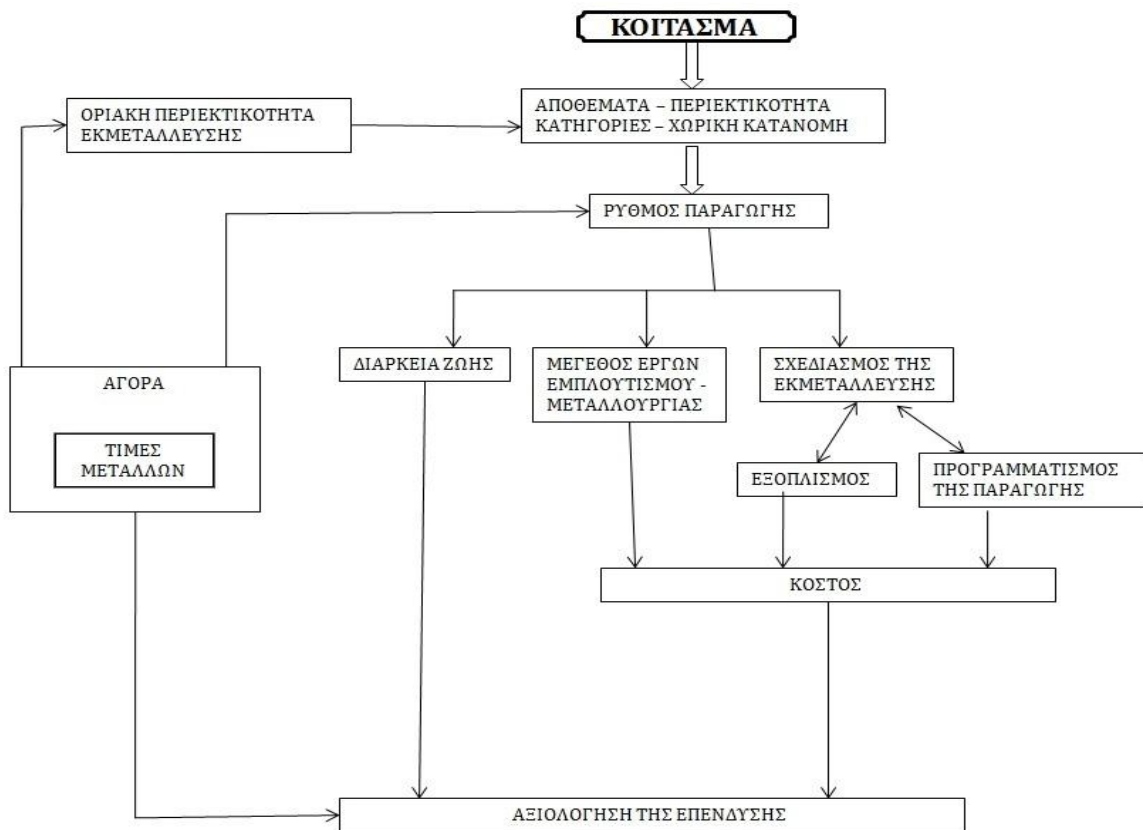 ΚΟΙΤΑΣΜΑ
ΟΡΙΑΚΗ ΠΕΡΙΕΚΤΙΚΟΤΗΤΑ
ΕΚΜΕΤΑΛΛΕΥΣΗΣ
ΑΠΟΘΕΜΑΤΑ – ΠΕΡΙΕΚΤΙΚΟΤΗΤΑ
ΚΑΤΗΓΟΡΙΕΣ – ΧΩΡΙΚΗ ΚΑΤΑΝΟΜΗ
ΡΥΘΜΟΣ ΠΑΡΑΓΩΓΗΣ
ΔΙΑΡΚΕΙΑ ΖΩΗΣ
ΜΕΓΕΘΟΣ ΕΡΓΩΝ
ΕΜΠΛΟΥΤΙΣΜΟΥ -
ΜΕΤΑΛΛΟΥΡΓΙΑΣ
ΣΧΕΔΙΑΣΜΟΣ ΤΗΣ
ΕΚΜΕΤΑΛΛΕΥΣΗΣ
ΑΓΟΡΑ
ΤΙΜΕΣ
ΜΕΤΑΛΛΩΝ
ΕΞΟΠΛΙΣΜΟΣ
ΠΡΟΓΡΑΜΜΑΤΙΣΜΟΣ
ΤΗΣ ΠΑΡΑΓΩΓΗΣ
ΚΟΣΤΟΣ
ΑΞΙΟΛΟΓΗΣΗ ΤΗΣ ΕΠΕΝΔΥΣΗΣ